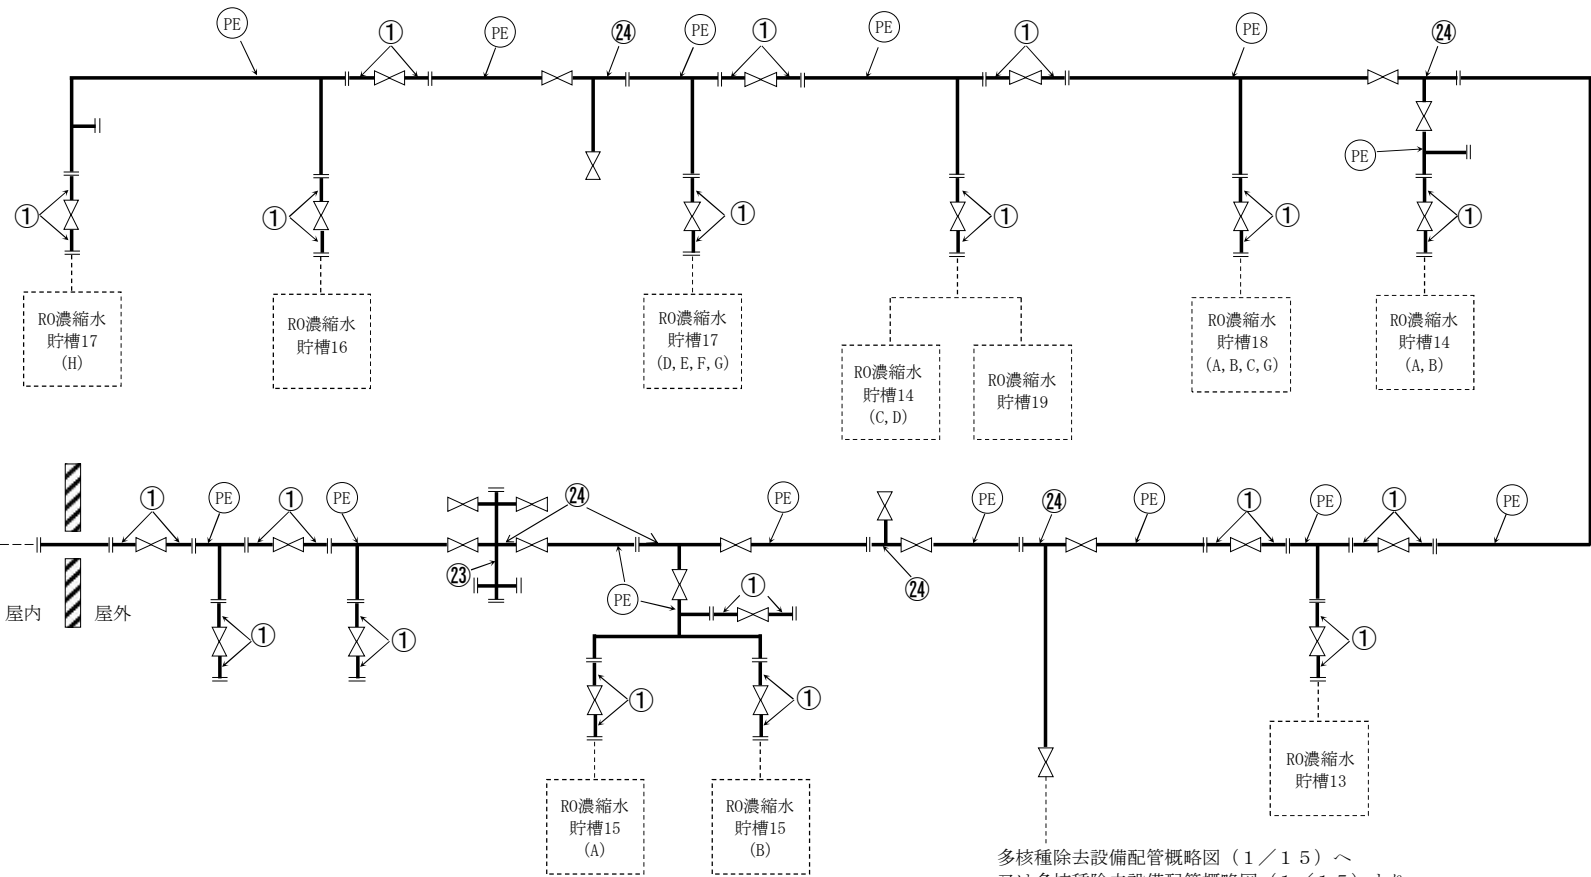 PE ① PE ㉔ PE ① PE ① PE ㉔
PE
① ① ① ① ① ①
RO濃縮水
貯槽17
(H)
RO濃縮水
貯槽16
RO濃縮水
貯槽17
(D,E,F,G)
RO濃縮水
貯槽14
(C,D)
RO濃縮水
貯槽19
RO濃縮水
貯槽18
(A,B,C,G)
RO濃縮水
貯槽14
(A,B)
① PE ① PE ㉔ PE PE ㉔ PE ① PE ① PE
㉓ PE ① ㉔
屋内 屋外
① ① ① ① ①
RO濃縮水
貯槽15
(A)
RO濃縮水
貯槽15
(B)
RO濃縮水
貯槽13
多核種除去設備配管概略図（１／１５）へ